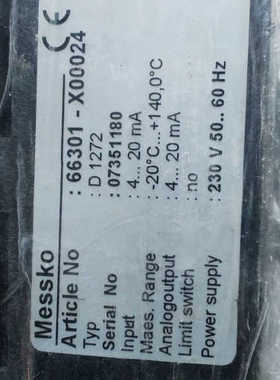 Messko CE
Article No : 66301 - X00024
Typ : D 1272
Serial No : 07351180
Input : 4... 20 mA
Maes. Range : -20°C...+140,0°C
Analogoutput : 4... 20 mA
Limit switch : no
Power supply : 230 V 50.. 60 Hz